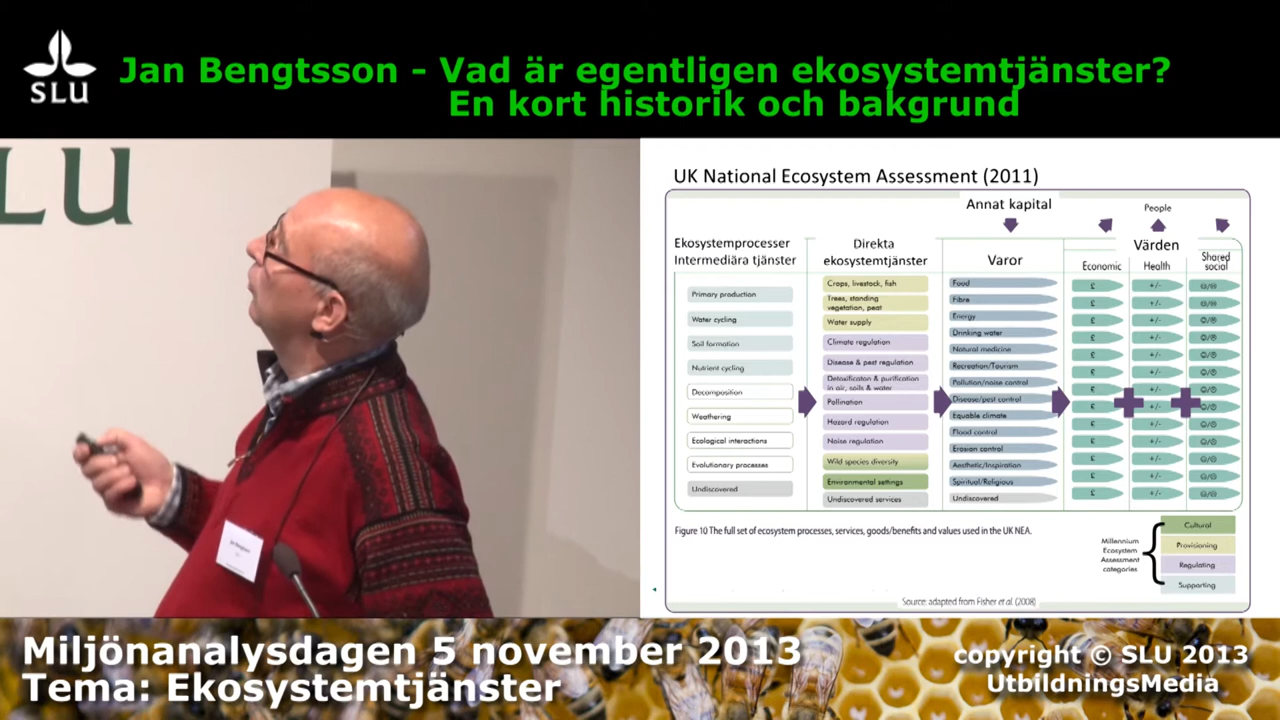 SLU
Jan Bengtsson - Vad är egentligen ekosystemtjänster?
En kort historik och bakgrund
SLU
UK National Ecosystem Assessment (2011)
Annat kapital
People
Ekosystemprocesser
Intermediära tjänster
Direkta
ekosystemtjänster
Varor
Värden
Economic
Health
Shared
social
Primary production
Water cycling
Soil formation
Nutrient cycling
Decomposition
Weathering
Ecological interactions
Evolutionary processes
Undiscovered
Crops, livestock, fish
Trees, standing
vegetation, peat
Water supply
Climate regulation
Disease & pest regulation
Detoxification & purification
in air, soils & water
Pollination
Hazard regulation
Noise regulation
Wild species diversity
Environmental settings
Undiscovered services
Food
Fibre
Energy
Drinking water
Natural medicine
Recreation/Tourism
Pollution/noise control
Disease/pest control
Equable climate
Flood control
Erosion control
Aesthetic/Inspiration
Spiritual/Religious
Undiscovered
£ +/- ☺/☹
£ +/- ☺/☹
£ +/- ☺/☹
£ +/- ☺/☹
£ +/- ☺/☹
£ +/- ☺/☹
£ +/- ☺/☹
£ +/- ☺/☹
£ +/- ☺/☹
£ +/- ☺/☹
£ +/- ☺/☹
£ +/- ☺/☹
£ +/- ☺/☹
Figure 10 The full set of ecosystem processes, services, goods/benefits and values used in the UK NEA.
Millennium
Ecosystem
Assessment
categories
Cultural
Provisioning
Regulating
Supporting
Source: adapted from Fisher et al. (2008)
Miljönanalysdagen 5 november 2013
Tema: Ekosystemtjänster
copyright © SLU 2013
UtbildningsMedia